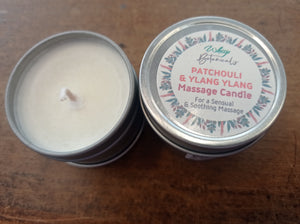 Botanicals
PATCHOULI
& YLANG YLANG
Massage Candle
For a Sensual
& Soothing Massage